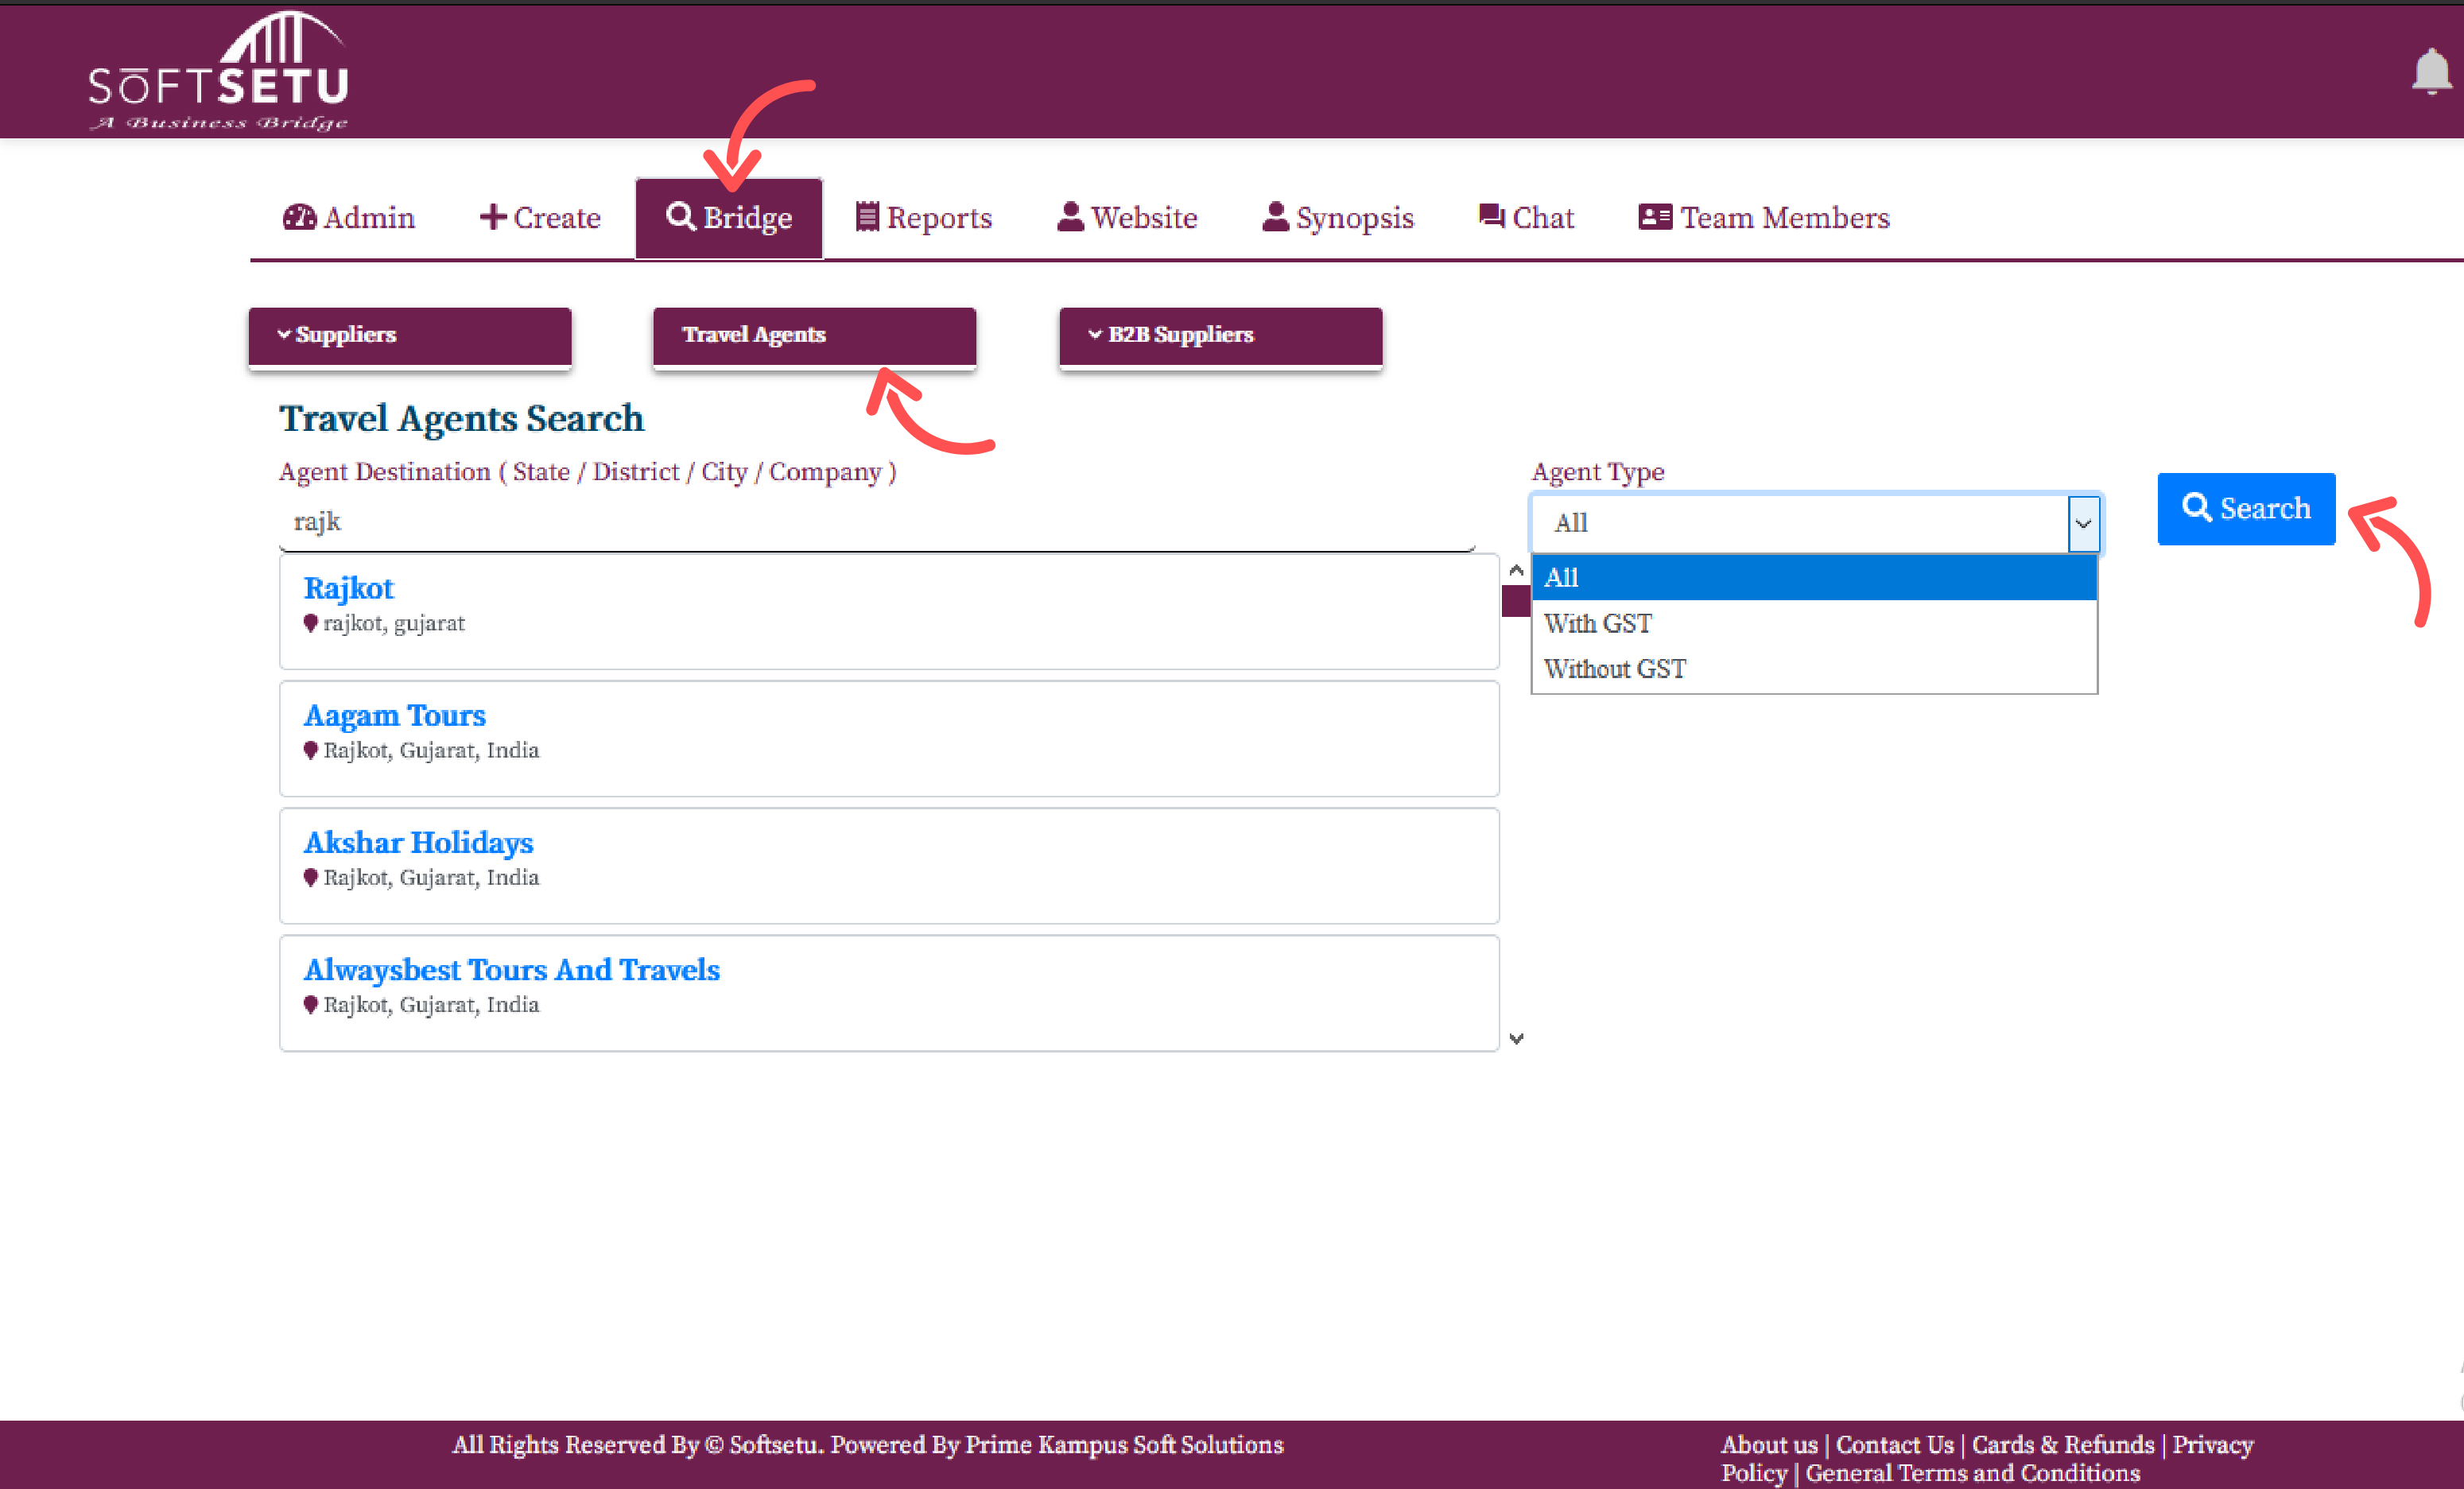 SŌFTSETU
A Business Bridge
Admin
Create
Bridge
Reports
Website
Synopsis
Chat
Team Members
Suppliers
Travel Agents
B2B Suppliers
Travel Agents Search
Agent Destination ( State / District / City / Company )
Agent Type
rajk
All
Search
Rajkot
rajkot, gujarat
Aagam Tours
Rajkot, Gujarat, India
Akshar Holidays
Rajkot, Gujarat, India
Alwaysbest Tours And Travels
Rajkot, Gujarat, India
All
With GST
Without GST
All Rights Reserved By © Softsetu. Powered By Prime Kampus Soft Solutions
About us | Contact Us | Cards & Refunds | Privacy
Policy | General Terms and Conditions